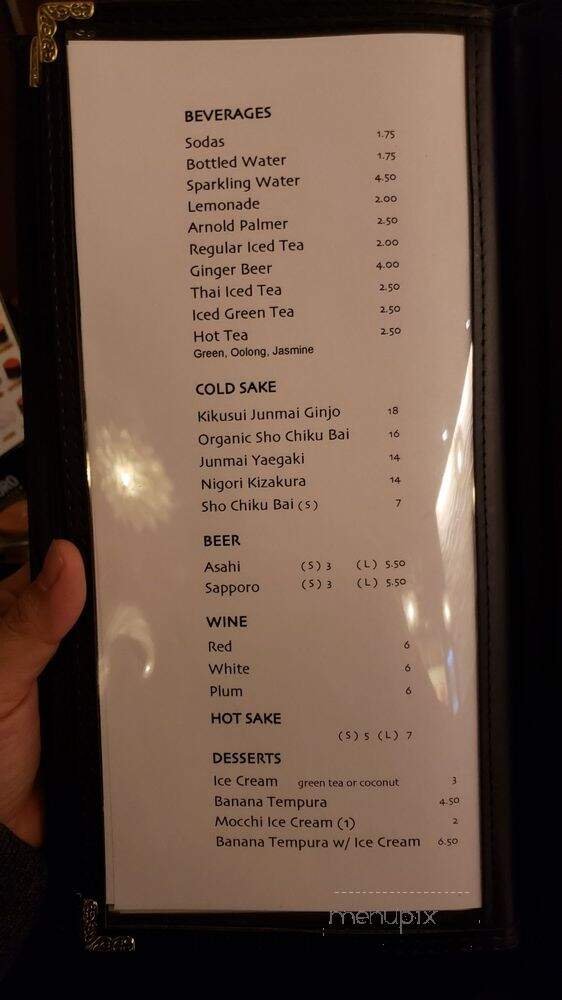 BEVERAGES
Sodas 1.75
Bottled Water 1.75
Sparkling Water 4.50
Lemonade 2.00
Arnold Palmer 2.50
Regular Iced Tea 2.00
Ginger Beer 4.00
Thai Iced Tea 2.50
Iced Green Tea 2.50
Hot Tea 2.50
Green, Oolong, Jasmine
COLD SAKE
Kikusui Junmai Ginjo 18
Organic Sho Chiku Bai 16
Junmai Yaegaki 14
Nigori Kizakura 14
Sho Chiku Bai (S) 7
BEER
Asahi (S) 3 (L) 5.50
Sapporo (S) 3 (L) 5.50
WINE
Red 6
White 6
Plum 6
HOT SAKE
(S) 5 (L) 7
DESSERTS
Ice Cream green tea or coconut 3
Banana Tempura 4.50
Mocchi Ice Cream (1) 2
Banana Tempura w/ Ice Cream 6.50
menupix